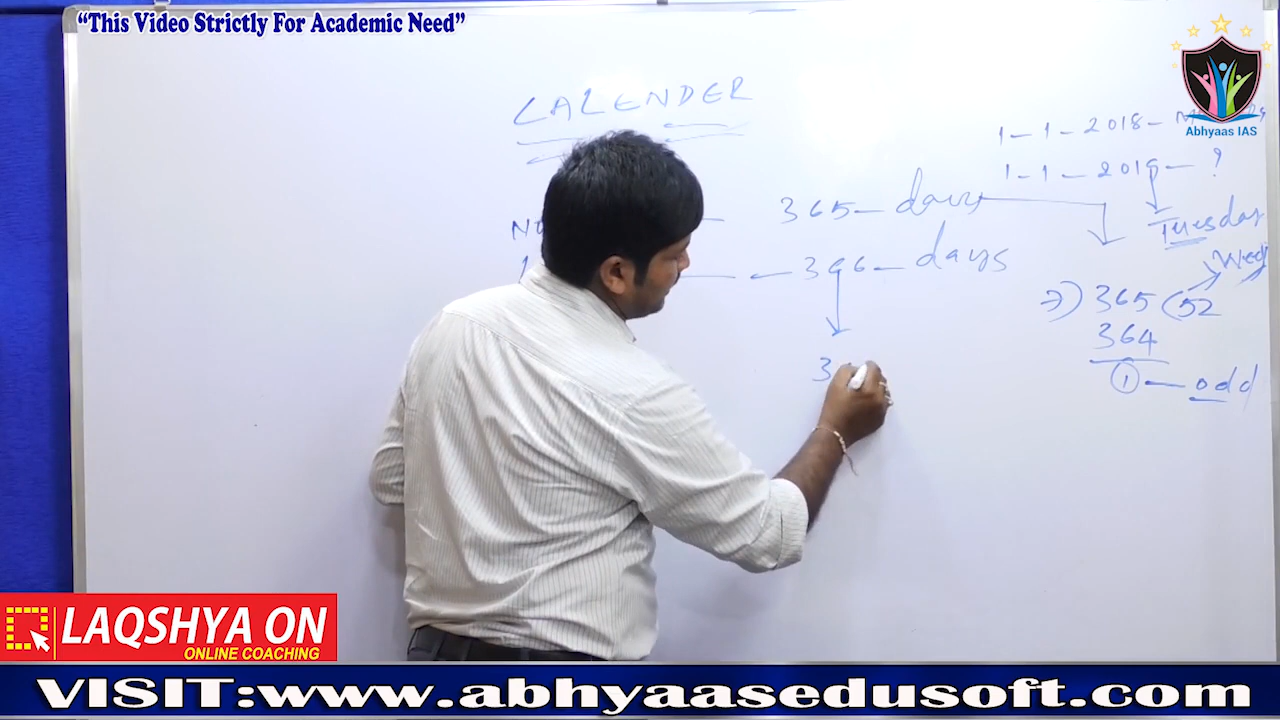 “This Video Strictly For Academic Need”
Abhyaas IAS
CALENDER
1-1-2018-
1-1-2019-?
365-days
Tuesday
366-days
365(52
364
1-odd
3
LAQSHYA ON
ONLINE COACHING
VISIT:www.abhyaasedusoft.com